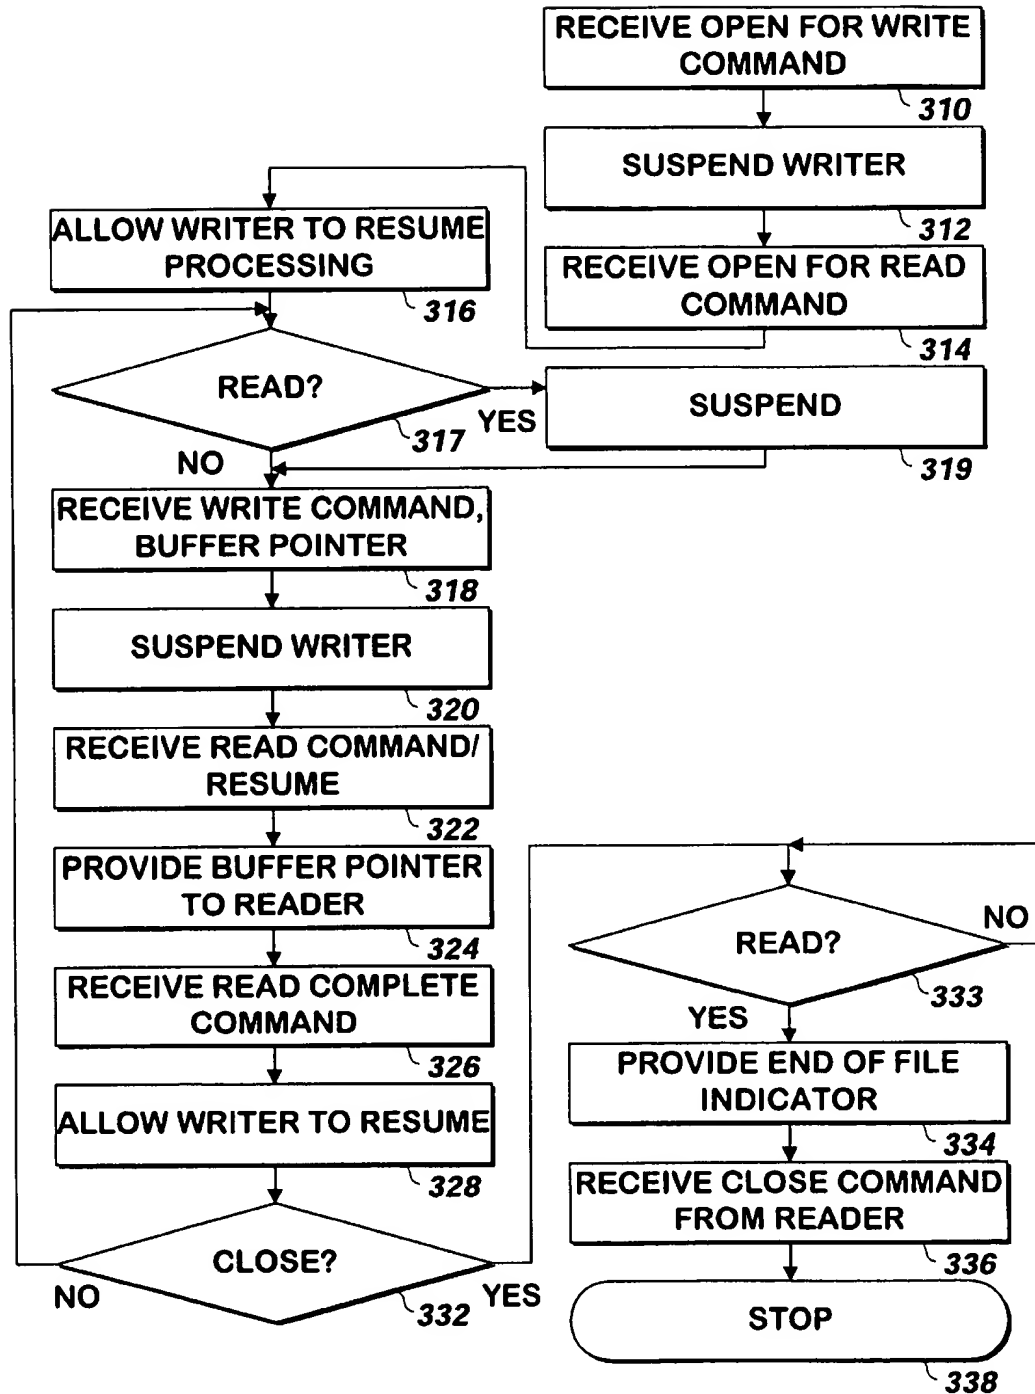 RECEIVE OPEN FOR WRITE
COMMAND
310
SUSPEND WRITER
312
RECEIVE OPEN FOR READ
COMMAND
314
ALLOW WRITER TO RESUME
PROCESSING
316
READ?
317
YES
NO
SUSPEND
319
RECEIVE WRITE COMMAND,
BUFFER POINTER
318
SUSPEND WRITER
320
RECEIVE READ COMMAND/
RESUME
322
PROVIDE BUFFER POINTER
TO READER
324
RECEIVE READ COMPLETE
COMMAND
326
ALLOW WRITER TO RESUME
328
CLOSE?
332
NO
YES
READ?
333
NO
YES
PROVIDE END OF FILE
INDICATOR
334
RECEIVE CLOSE COMMAND
FROM READER
336
STOP
338